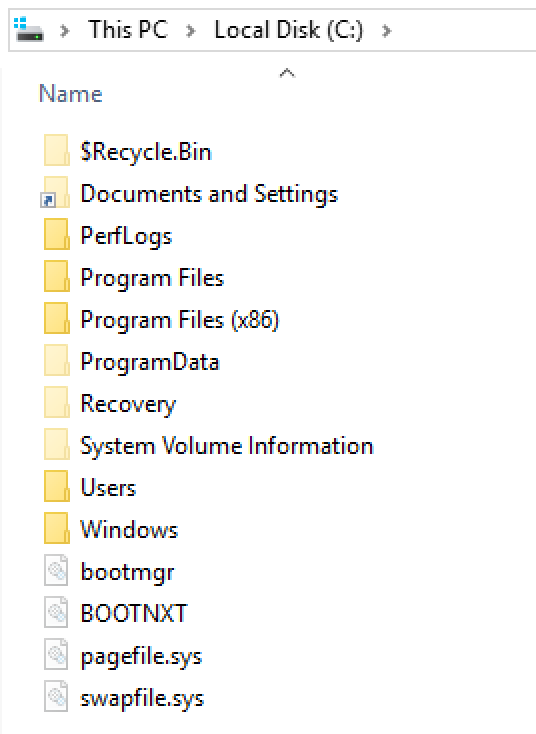 This PC Local Disk (C:)
Name
$Recycle.Bin
Documents and Settings
PerfLogs
Program Files
Program Files (x86)
ProgramData
Recovery
System Volume Information
Users
Windows
bootmgr
BOOTNXT
pagefile.sys
swapfile.sys